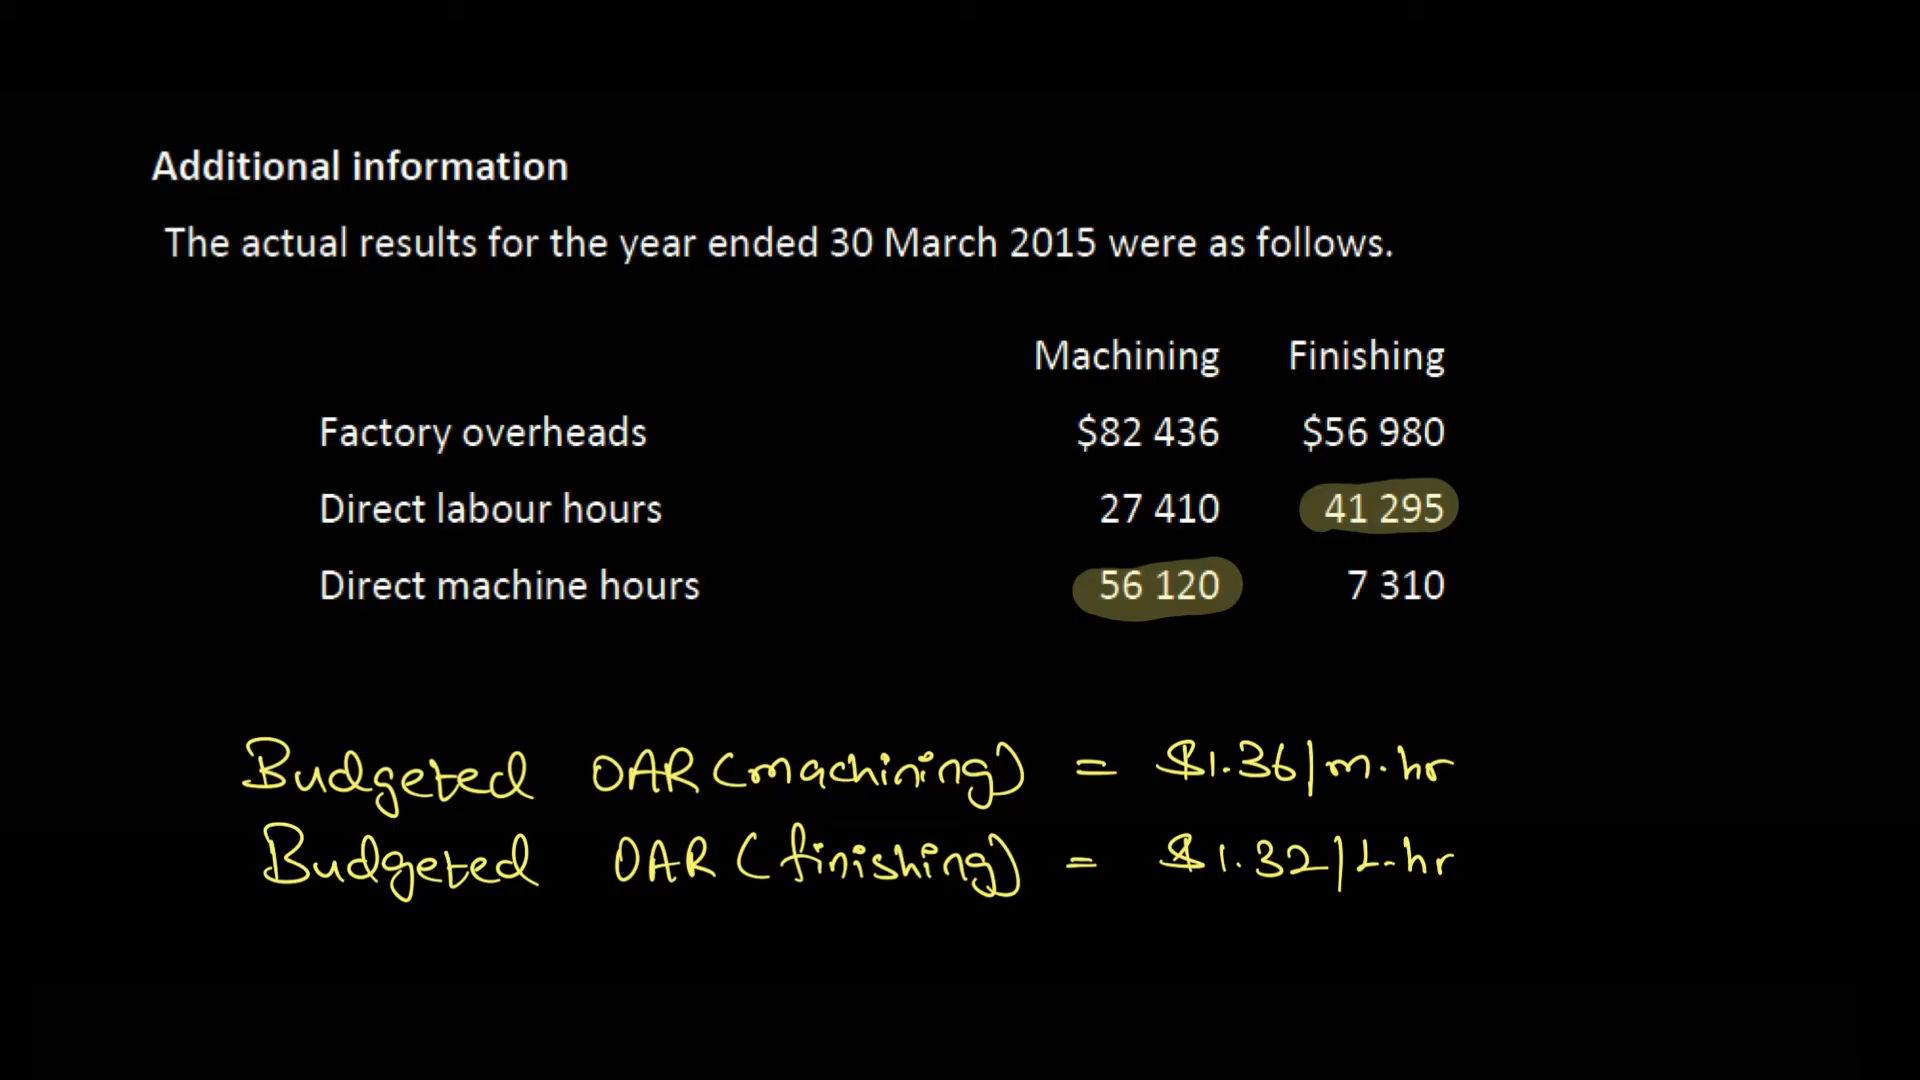 Additional information
The actual results for the year ended 30 March 2015 were as follows.
Machining Finishing
Factory overheads $82 436 $56 980
Direct labour hours 27 410 41 295
Direct machine hours 56 120 7 310
Budgeted OAR (machining) = $1.36/m.hr
Budgeted OAR (finishing) = $1.32/L.hr